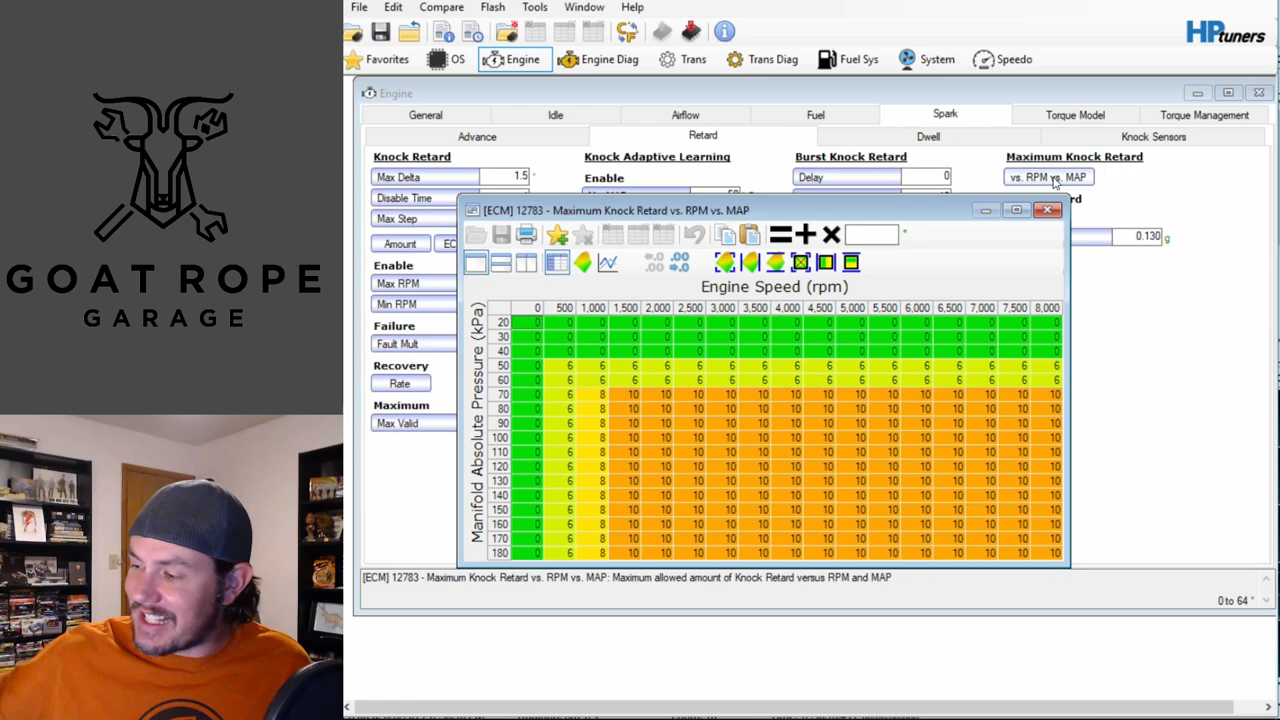 GOAT ROPE
GARAGE
File Edit Compare Flash Tools Window Help
HPtuners
Favorites OS Engine Engine Diag Trans Trans Diag Fuel Sys System Speedo
Engine
General Idle Airflow Fuel Spark Torque Model Torque Management
Advance Retard Dwell Knock Sensors
Knock Retard Knock Adaptive Learning Burst Knock Retard Maximum Knock Retard
Max Delta 1.5 ° Enable Delay 0 vs. RPM vs. MAP
Disable Time
Max Step
0.130 g
Amount
Enable
Max RPM
Min RPM
Failure
Fault Mult
Recovery
Rate
Maximum
Max Valid
[ECM] 12783 - Maximum Knock Retard vs. RPM vs. MAP
Engine Speed (rpm)
Manifold Absolute Pressure (kPa)
0 500 1,000 1,500 2,000 2,500 3,000 3,500 4,000 4,500 5,000 5,500 6,000 6,500 7,000 7,500 8,000
20 0 0 0 0 0 0 0 0 0 0 0 0 0 0 0 0 0
30 0 0 0 0 0 0 0 0 0 0 0 0 0 0 0 0 0
40 0 0 0 0 0 0 0 0 0 0 0 0 0 0 0 0 0
50 0 6 6 6 6 6 6 6 6 6 6 6 6 6 6 6 6
60 0 6 6 6 6 6 6 6 6 6 6 6 6 6 6 6 6
70 0 6 8 10 10 10 10 10 10 10 10 10 10 10 10 10 10
80 0 6 8 10 10 10 10 10 10 10 10 10 10 10 10 10 10
90 0 6 8 10 10 10 10 10 10 10 10 10 10 10 10 10 10
100 0 6 8 10 10 10 10 10 10 10 10 10 10 10 10 10 10
110 0 6 8 10 10 10 10 10 10 10 10 10 10 10 10 10 10
120 0 6 8 10 10 10 10 10 10 10 10 10 10 10 10 10 10
130 0 6 8 10 10 10 10 10 10 10 10 10 10 10 10 10 10
140 0 6 8 10 10 10 10 10 10 10 10 10 10 10 10 10 10
150 0 6 8 10 10 10 10 10 10 10 10 10 10 10 10 10 10
160 0 6 8 10 10 10 10 10 10 10 10 10 10 10 10 10 10
170 0 6 8 10 10 10 10 10 10 10 10 10 10 10 10 10 10
180 0 6 8 10 10 10 10 10 10 10 10 10 10 10 10 10 10
[ECM] 12783 - Maximum Knock Retard vs. RPM vs. MAP: Maximum allowed amount of Knock Retard versus RPM and MAP
0 to 64 °